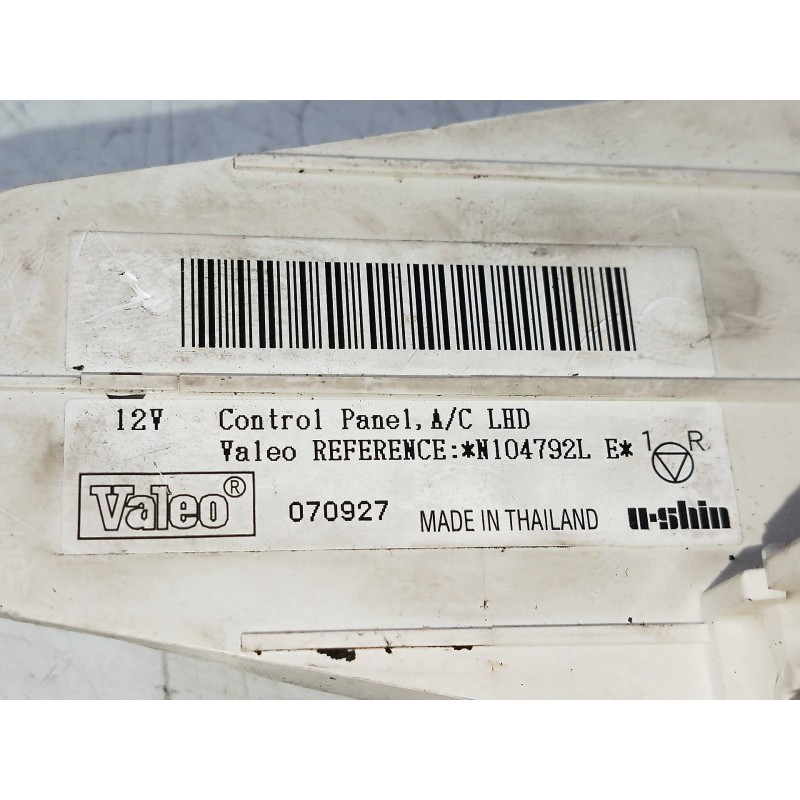 12V Control Panel, A/C LHD
Valeo REFERENCE:*N104792L E*
1 R.
Valeo® 070927 MADE IN THAILAND u-shin